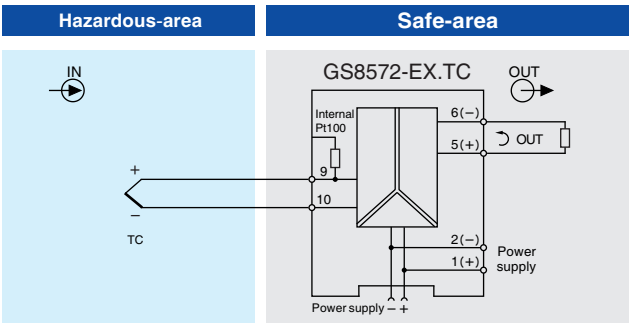 Hazardous-area
Safe-area
IN
GS8572-EX.TC
OUT
Internal
Pt100
6(−)
5(+)
OUT
9
10
+
−
TC
2(−)
1(+)
Power
supply
Power supply − +